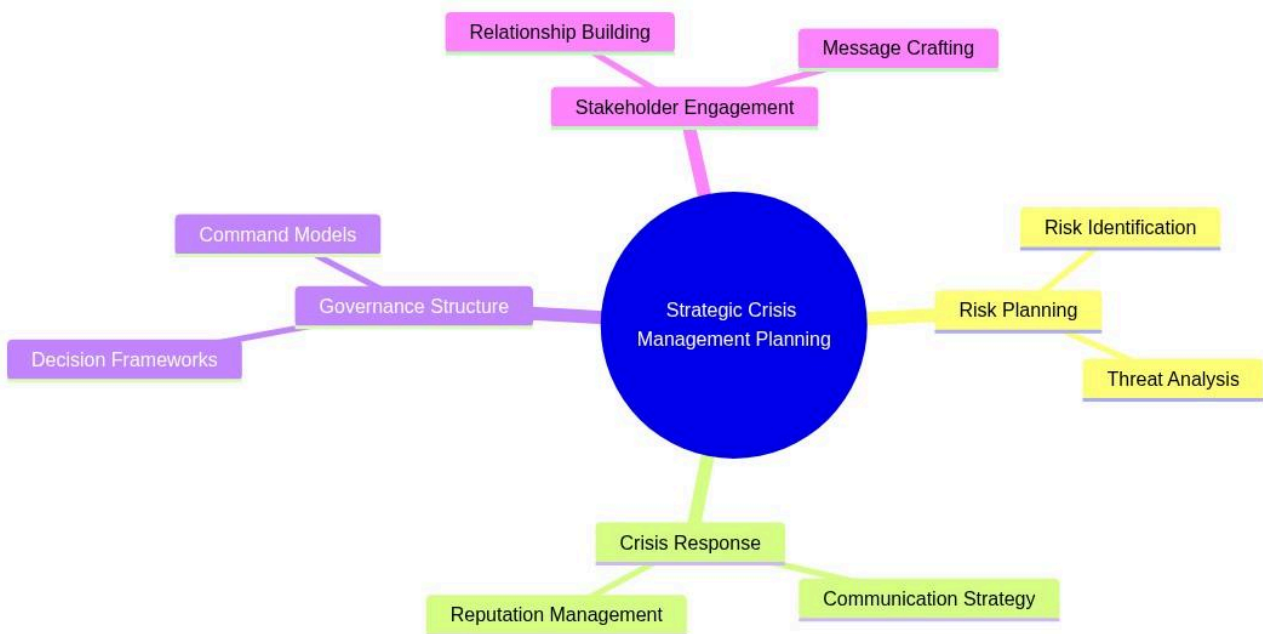 Relationship Building
Message Crafting
Stakeholder Engagement
Command Models
Governance Structure
Decision Frameworks
Strategic Crisis
Management Planning
Risk Identification
Risk Planning
Threat Analysis
Crisis Response
Reputation Management
Communication Strategy